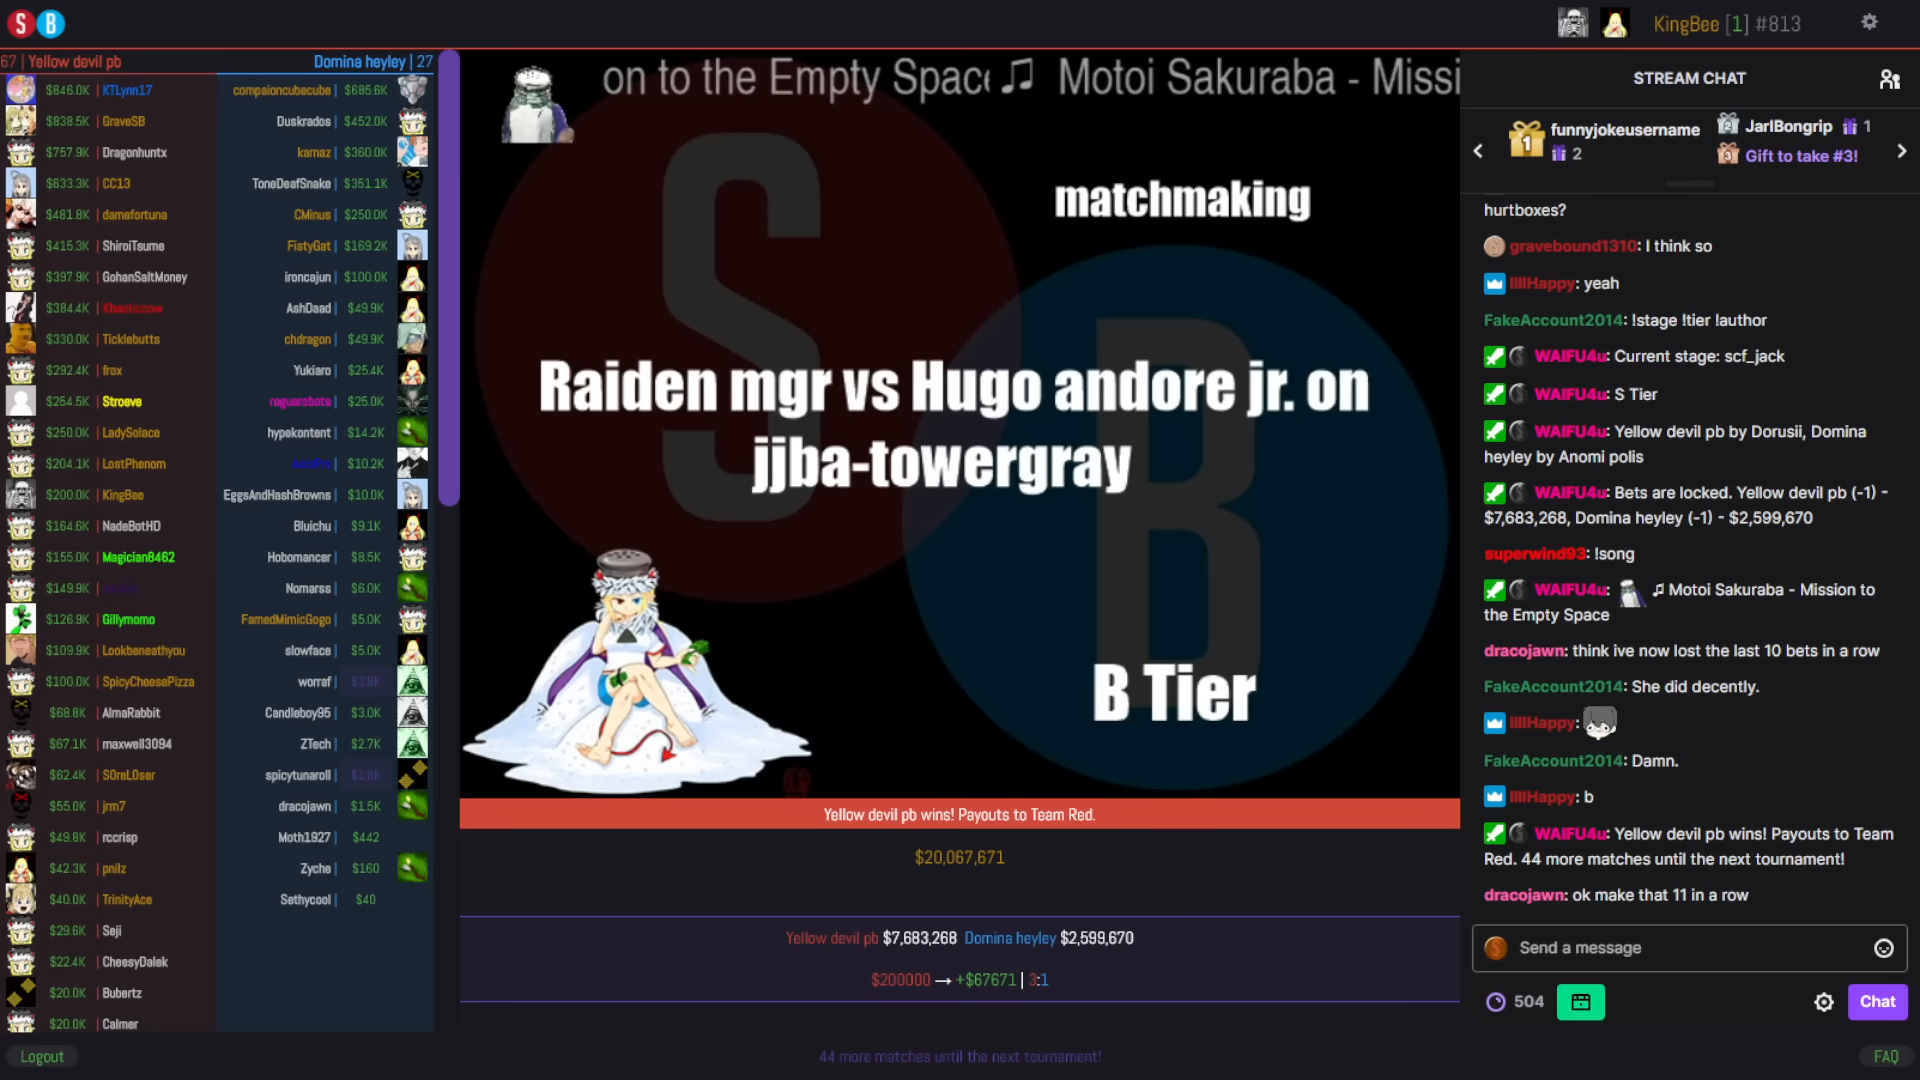 S B
KingBee [1] #813
67 | Yellow devil pb
Domina heyley | 27
$846.0K | KTLynn17
$838.5K | GraveSB
$757.9K | Dragonhuntx
$633.3K | CC13
$481.8K | damefortuna
$415.3K | ShiroiTsume
$397.9K | GohanSaltMoney
$384.4K | Khaoticzow
$330.0K | Ticklebutts
$292.4K | frox
$254.5K | Stroeve
$250.0K | LadySolace
$204.1K | LostPhenom
$200.0K | KingBee
$164.6K | NadeBotHD
$155.0K | Magician8462
$149.9K |
$126.9K | Gillymomo
$109.9K | Lookbeneathyou
$100.0K | SpicyCheesePizza
$68.8K | AlmaRabbit
$67.1K | maxwell3094
$62.4K | S0reL0ser
$55.0K | jrm7
$49.8K | rccrisp
$42.3K | pnilz
$40.0K | TrinityAce
$29.6K | Seji
$22.4K | CheesyDalek
$20.0K | Bubertz
$20.0K | Calmer
compaioncubecube | $685.6K
Duskrados | $452.0K
kamaz | $360.0K
ToneDeafSnake | $351.1K
CMinus | $250.0K
FistyGat | $169.2K
ironcajun | $100.0K
AshDaad | $49.9K
chdragon | $49.9K
Yukiaro | $25.4K
roguerobots | $25.0K
hypekontent | $14.2K
| $10.2K
EggsAndHashBrowns | $10.0K
Bluichu | $9.1K
Hobomancer | $8.5K
Nomarss | $6.0K
FamedMimicGogo | $5.0K
slowface | $5.0K
worraf | $3.8K
Candleboy95 | $3.0K
ZTech | $2.7K
spicytunaroll | $1.8K
dracojawn | $1.5K
Moth1927 | $442
Zyche | $160
Sethycool | $40
on to the Empty Space ♫ Motoi Sakuraba - Missi
S
B
matchmaking
Raiden mgr vs Hugo andore jr. on
jjba-towergray
B Tier
Yellow devil pb wins! Payouts to Team Red.
$20,067,671
Yellow devil pb $7,683,268 Domina heyley $2,599,670
$200000 → +$67671 | 3:1
STREAM CHAT
1
funnyjokeusername
2
2
JarlBongrip 1
3
Gift to take #3!
hurtboxes?
gravebound1310: I think so
IlllHappy: yeah
FakeAccount2014: !stage !tier !author
WAIFU4u: Current stage: scf_jack
WAIFU4u: S Tier
WAIFU4u: Yellow devil pb by Dorusii, Domina
heyley by Anomi polis
WAIFU4u: Bets are locked. Yellow devil pb (-1) -
$7,683,268, Domina heyley (-1) - $2,599,670
superwind93: !song
WAIFU4u: ♫ Motoi Sakuraba - Mission to
the Empty Space
dracojawn: think ive now lost the last 10 bets in a row
FakeAccount2014: She did decently.
IlllHappy:
FakeAccount2014: Damn.
IlllHappy: b
WAIFU4u: Yellow devil pb wins! Payouts to Team
Red. 44 more matches until the next tournament!
dracojawn: ok make that 11 in a row
Send a message
504
Chat
Logout
44 more matches until the next tournament!
FAQ